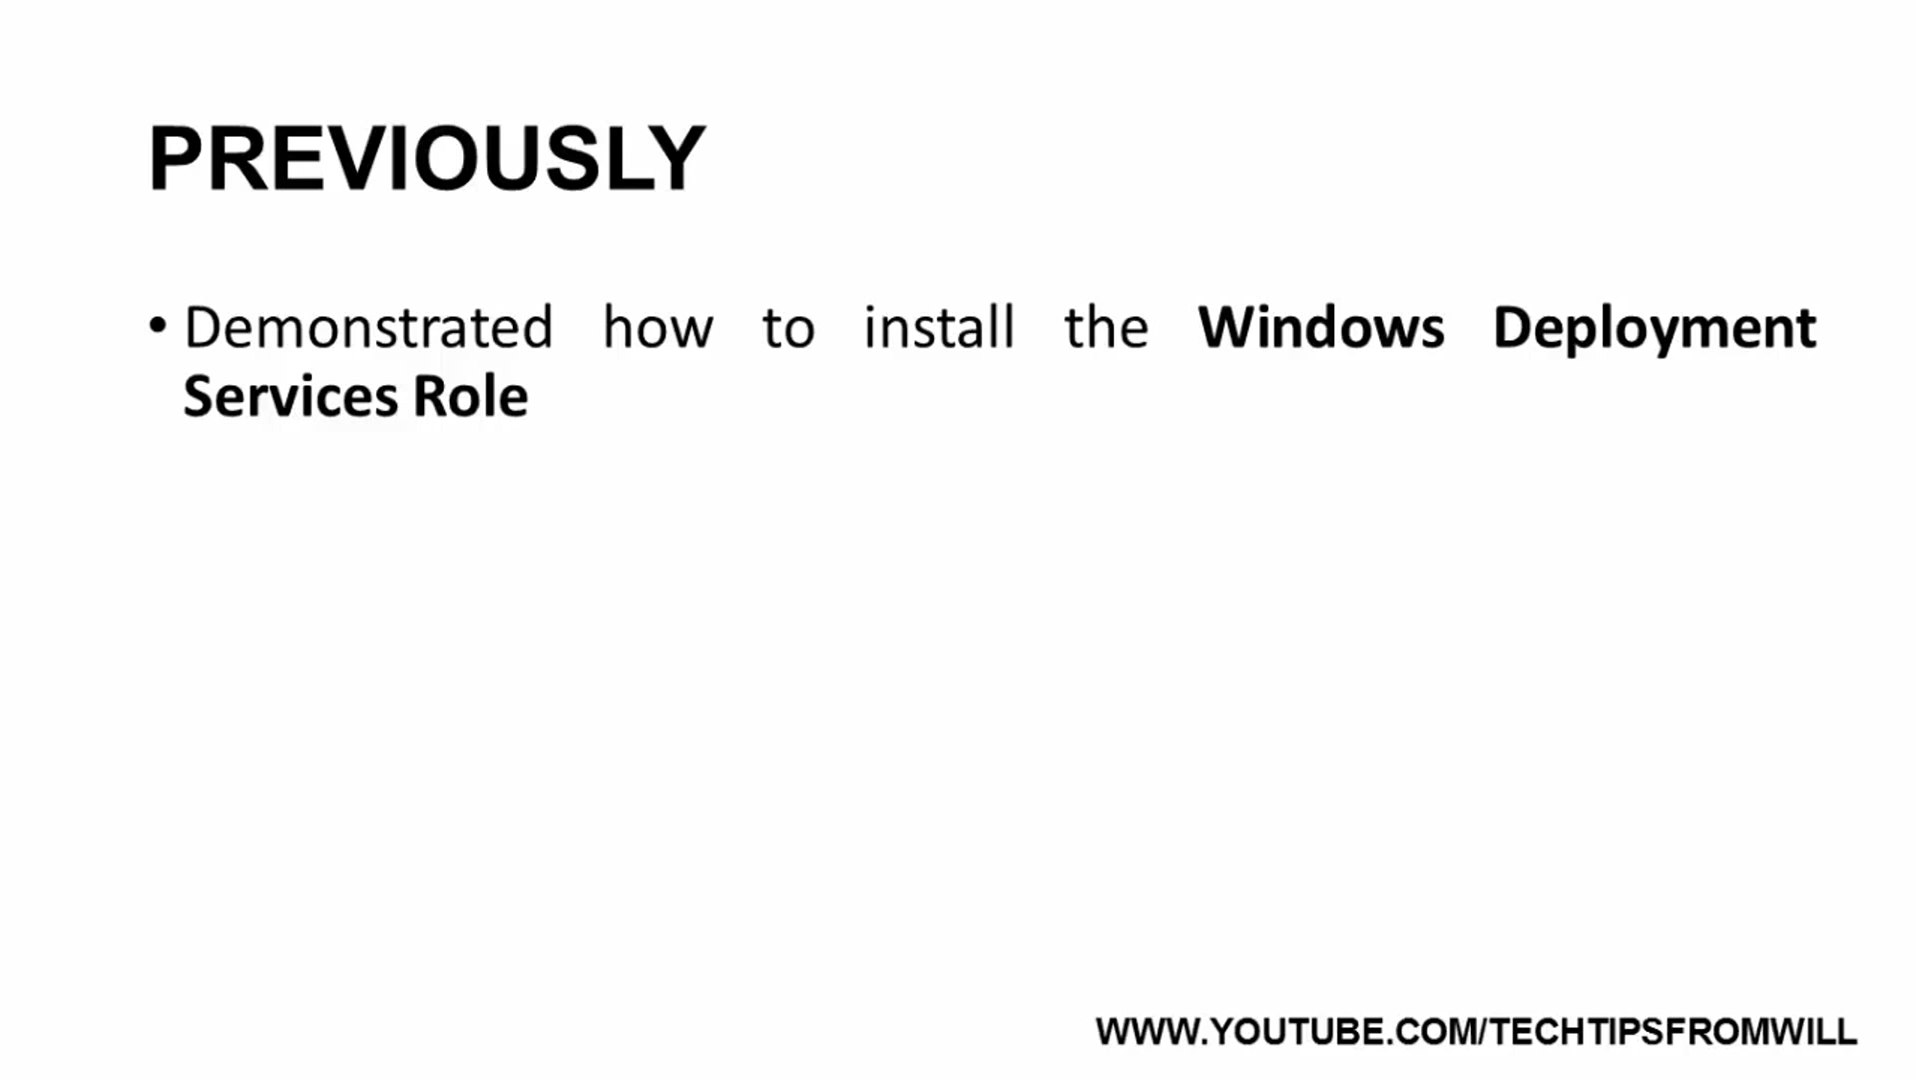 PREVIOUSLY
• Demonstrated how to install the Windows Deployment
Services Role
WWW.YOUTUBE.COM/TECHTIPSFROMWILL